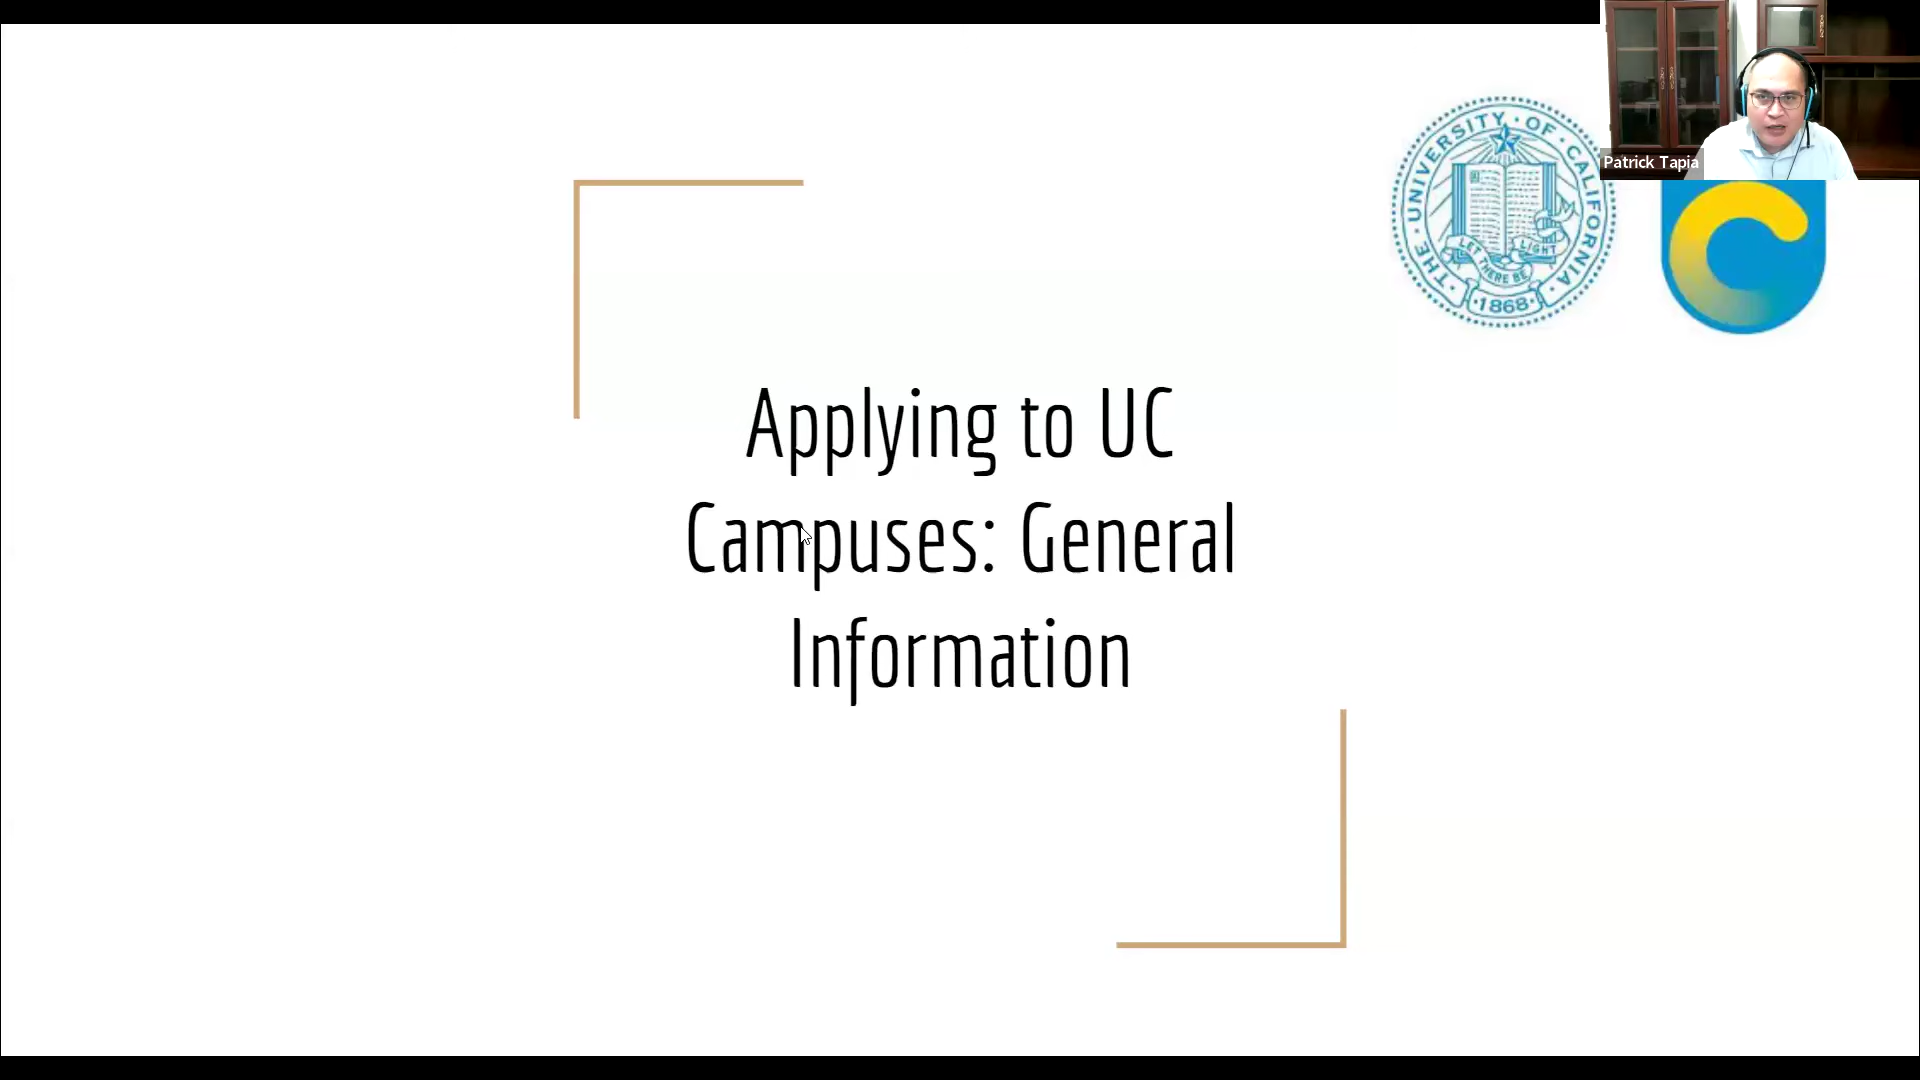 Patrick Tapia
THE · UNIVERSITY · OF · CALIFORNIA
LET THERE BE LIGHT
· 1868 ·
Applying to UC
Campuses: General
Information